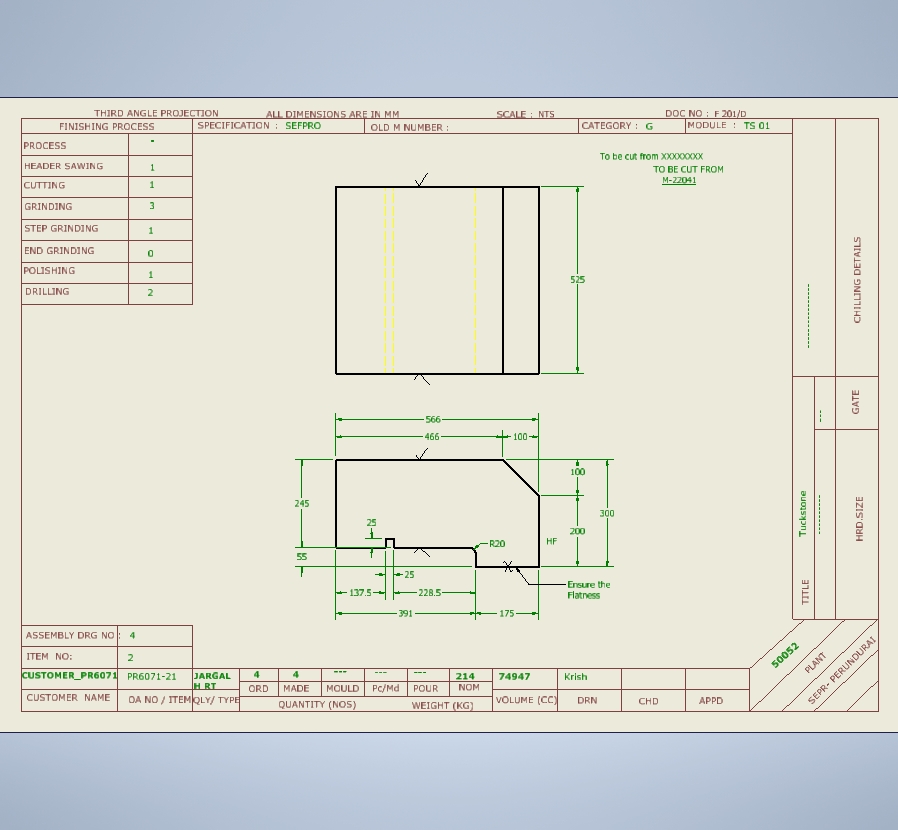 THIRD ANGLE PROJECTION
ALL DIMENSIONS ARE IN MM
SCALE : NTS
DOC NO : F 201/D
FINISHING PROCESS
SPECIFICATION : SEFPRO
OLD M NUMBER :
CATEGORY : G
MODULE : TS 01
PROCESS -
HEADER SAWING 1
CUTTING 1
GRINDING 3
STEP GRINDING 1
END GRINDING 0
POLISHING 1
DRILLING 2
To be cut from XXXXXXXX
TO BE CUT FROM
M-22041
525
566
466
100
100
245
300
200
25
R20
HF
55
25
Ensure the
Flatness
137.5
228.5
391
175
CHILLING DETAILS
GATE
HRD.SIZE
Tuckstone
TITLE
ASSEMBLY DRG NO : 4
ITEM NO: 2
CUSTOMER_PR6071
PR6071-21
JARGAL
H RT
4
4
---
---
---
214
74947
Krish
ORD
MADE
MOULD
Pc/Md
POUR
NOM
CUSTOMER NAME
OA NO / ITEM
QLY/ TYPE
QUANTITY (NOS)
WEIGHT (KG)
VOLUME (CC)
DRN
CHD
APPD
50052
PLANT
SEPR- PERUNDURAI